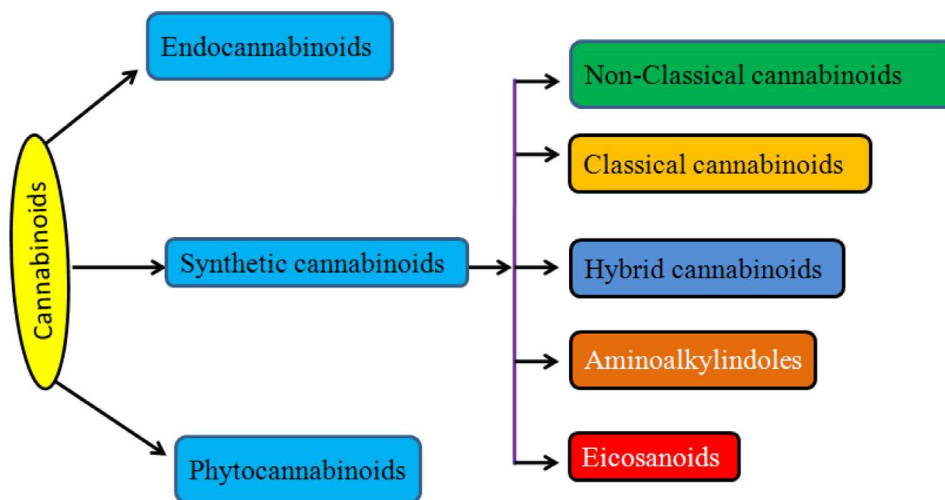 Cannabinoids
Endocannabinoids
Synthetic cannabinoids
Phytocannabinoids
Non-Classical cannabinoids
Classical cannabinoids
Hybrid cannabinoids
Aminoalkylindoles
Eicosanoids